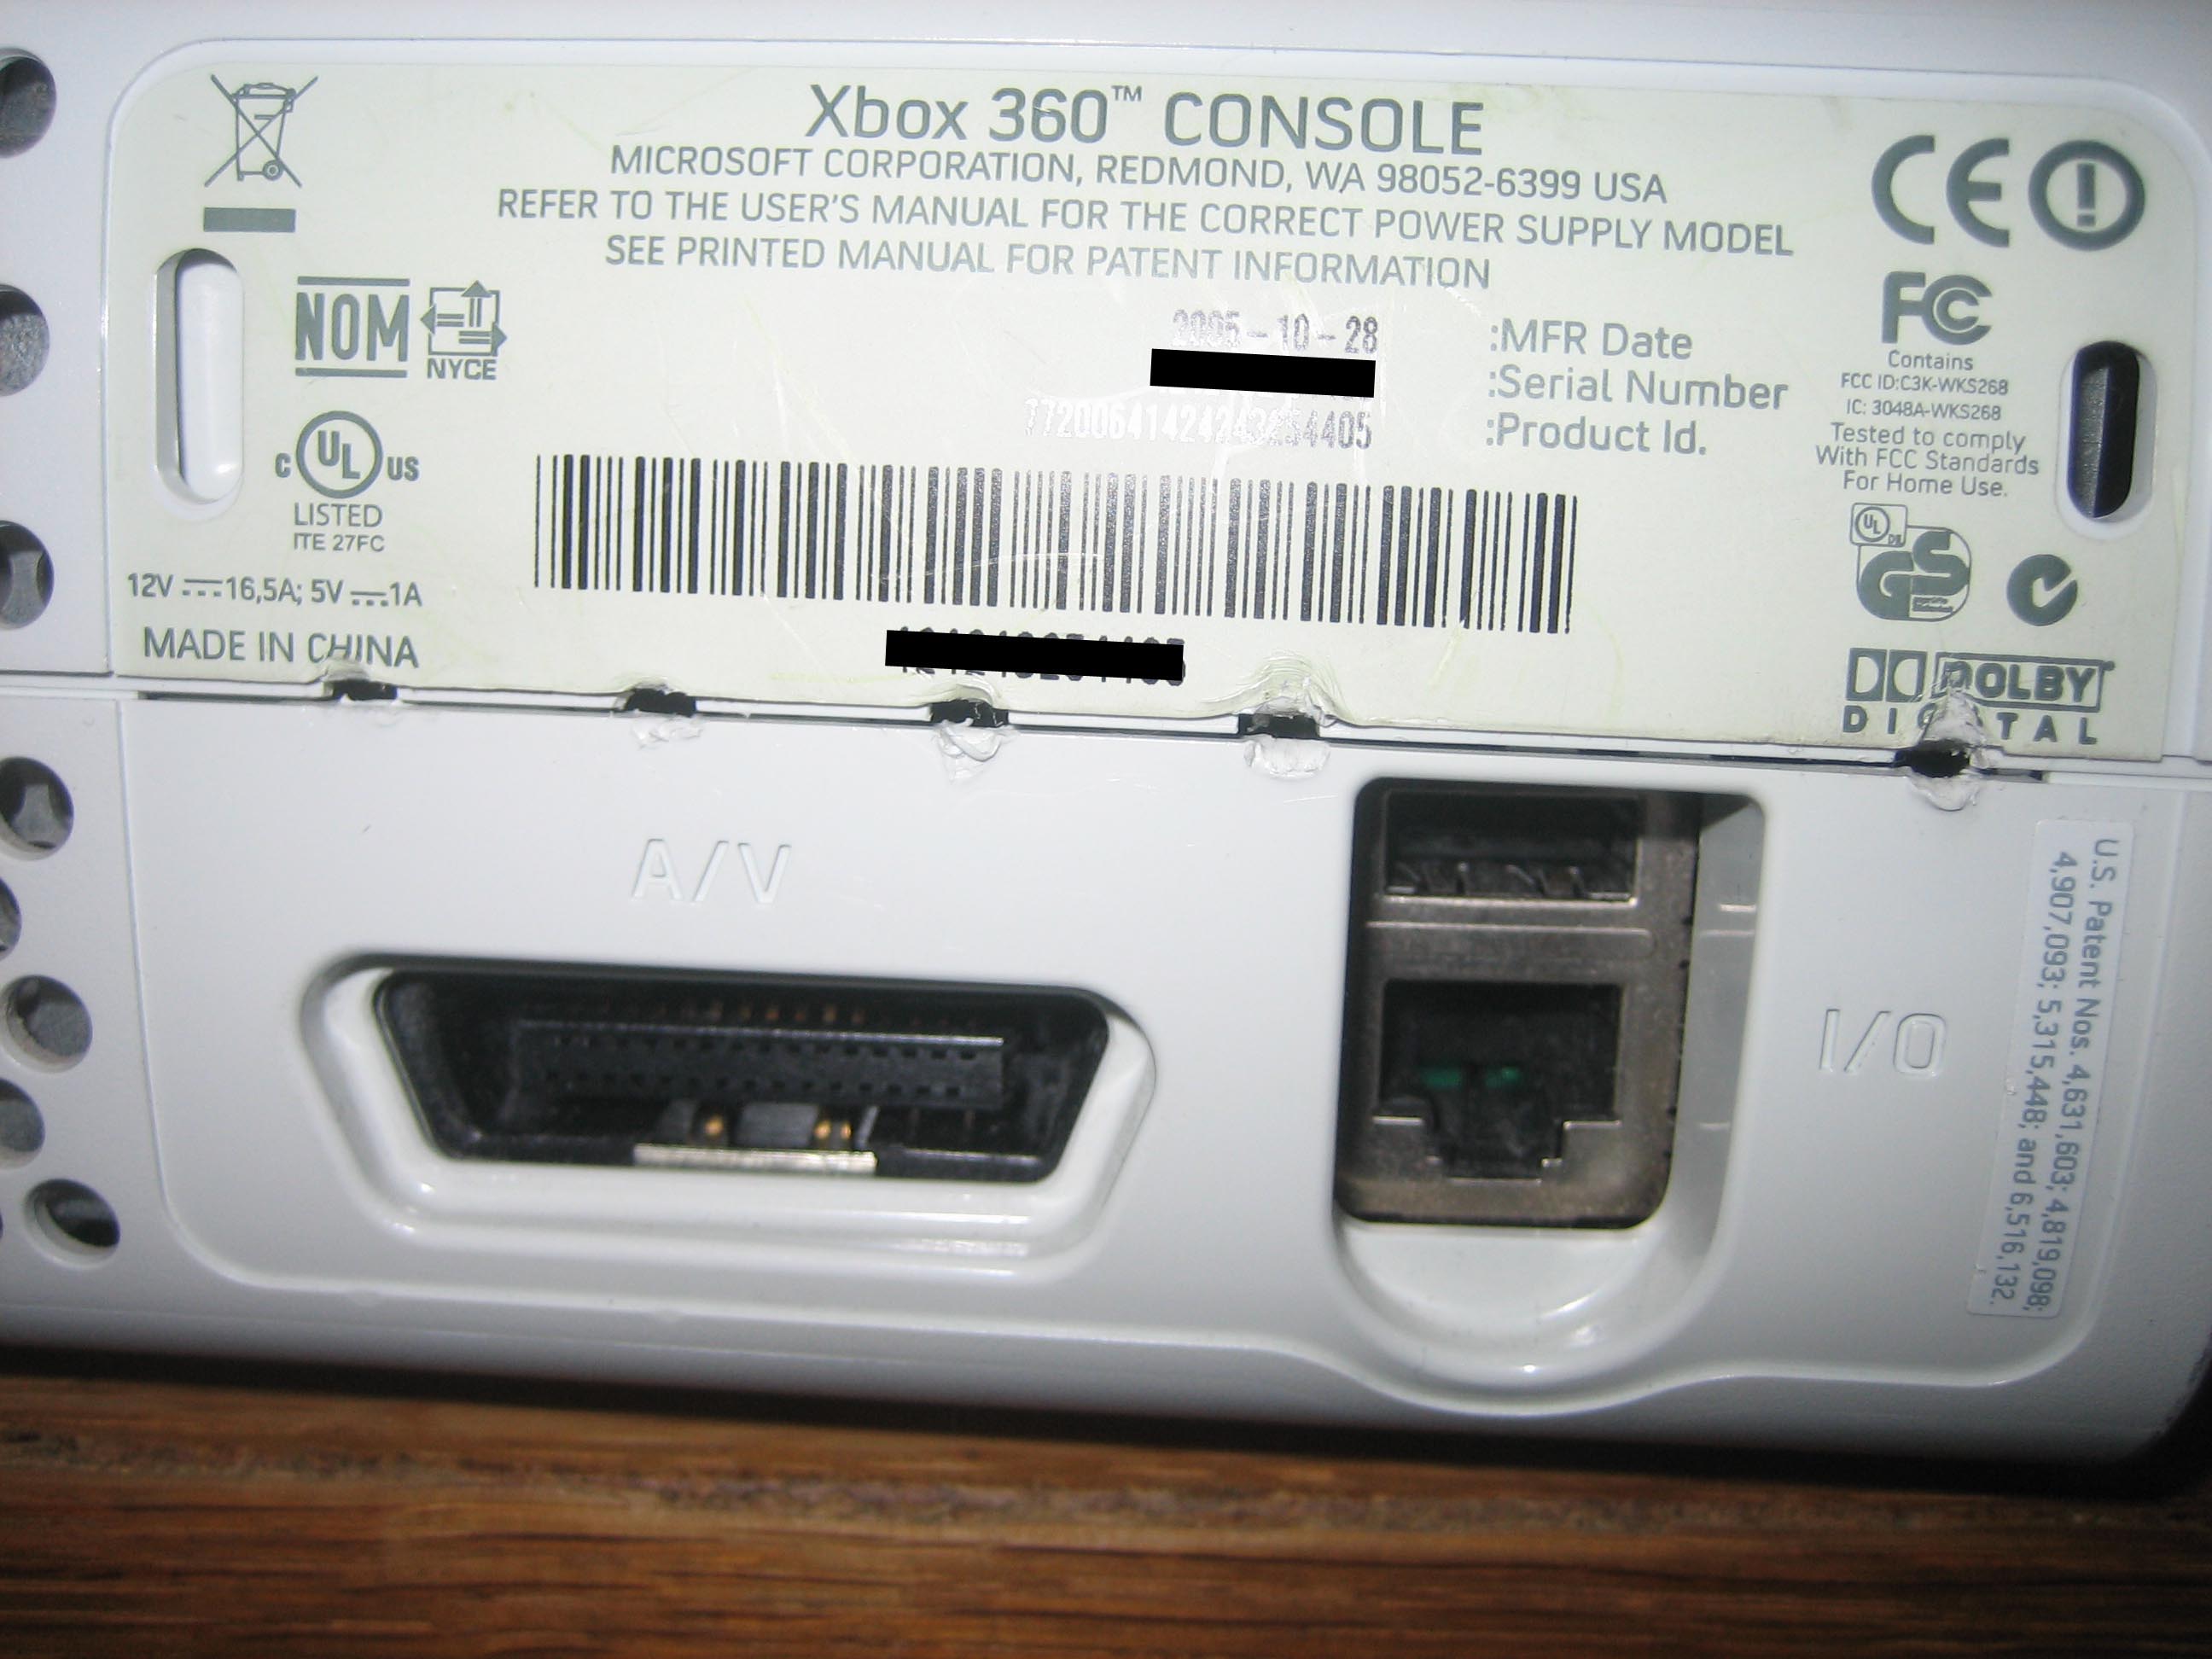 Xbox 360™ CONSOLE
MICROSOFT CORPORATION, REDMOND, WA 98052-6399 USA
REFER TO THE USER'S MANUAL FOR THE CORRECT POWER SUPPLY MODEL
SEE PRINTED MANUAL FOR PATENT INFORMATION
2005-10-28 :MFR Date
:Serial Number
:Product Id.
NOM
NYCE
C UL US
LISTED
ITE 27FC
12V 16,5A; 5V 1A
MADE IN CHINA
CE
FC
Contains
FCC ID:C3K-WKS268
IC: 3048A-WKS268
Tested to comply
With FCC Standards
For Home Use.
UL
GS
DOLBY
DIGITAL
A/V
I/O
U.S. Patent Nos. 4,631,603; 4,819,098;
4,907,093; 5,315,448; and 6,516,132.